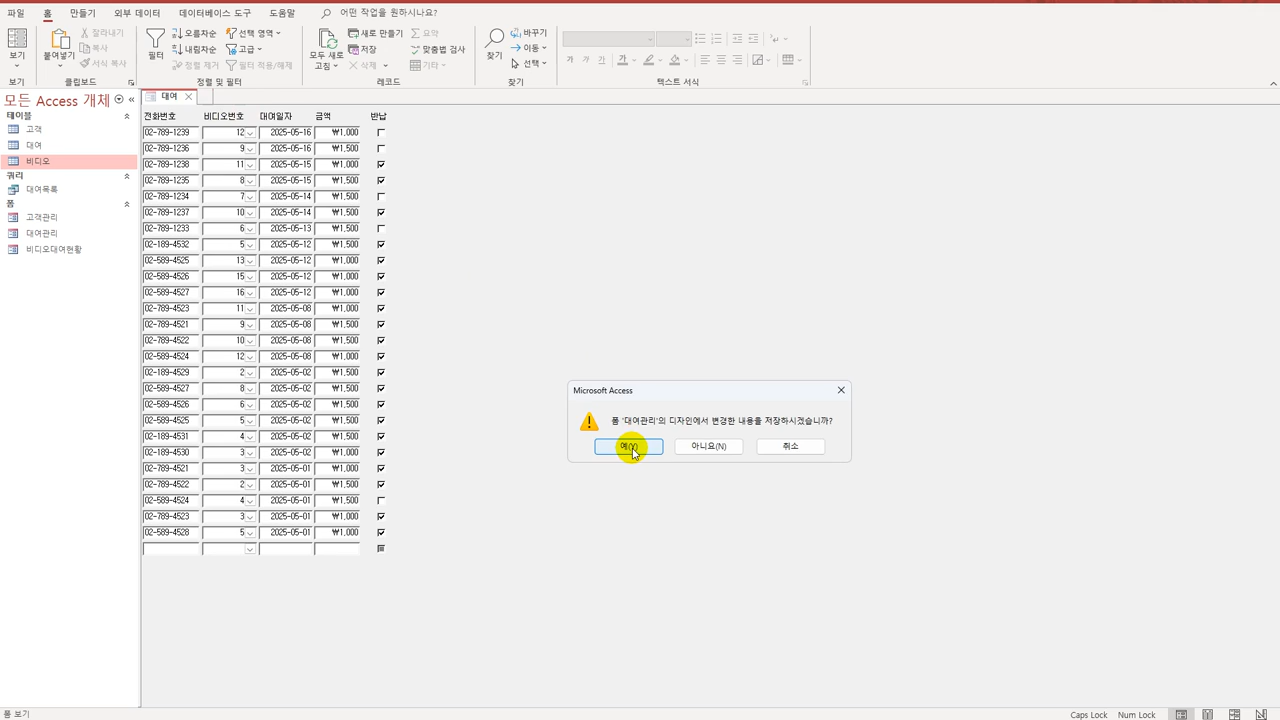 파일 홈 만들기 외부 데이터 데이터베이스 도구 도움말 어떤 작업을 원하시나요?
보기 붙여넣기 잘라내기 복사 서식 복사 클립보드
필터 오름차순 내림차순 정렬 제거 선택 영역 고급 필터 적용/해제 정렬 및 필터
모두 새로 고침 새로 만들기 저장 삭제 요약 맞춤법 검사 기타 레코드
찾기 바꾸기 이동 선택 찾기
가 가 가 가 텍스트 서식
모든 Access 개체
테이블
고객
대여
비디오
쿼리
대여목록
폼
고객관리
대여관리
비디오대여현황
대여
전화번호 비디오번호 대여일자 금액 반납
02-789-1239 12 2025-05-16 ₩1,000
02-789-1236 9 2025-05-16 ₩1,500
02-789-1238 11 2025-05-15 ₩1,000
02-789-1235 8 2025-05-15 ₩1,500
02-789-1234 7 2025-05-14 ₩1,500
02-789-1237 10 2025-05-14 ₩1,500
02-789-1233 6 2025-05-13 ₩1,500
02-189-4532 5 2025-05-12 ₩1,000
02-589-4525 13 2025-05-12 ₩1,000
02-589-4526 15 2025-05-12 ₩1,000
02-589-4527 16 2025-05-12 ₩1,000
02-789-4523 11 2025-05-08 ₩1,000
02-789-4521 9 2025-05-08 ₩1,500
02-789-4522 10 2025-05-08 ₩1,500
02-589-4524 12 2025-05-08 ₩1,000
02-189-4529 2 2025-05-02 ₩1,500
02-589-4527 8 2025-05-02 ₩1,500
02-589-4526 6 2025-05-02 ₩1,500
02-589-4525 5 2025-05-02 ₩1,500
02-189-4531 4 2025-05-02 ₩1,500
02-189-4530 3 2025-05-02 ₩1,000
02-789-4521 3 2025-05-01 ₩1,000
02-789-4522 2 2025-05-01 ₩1,500
02-589-4524 4 2025-05-01 ₩1,500
02-789-4523 3 2025-05-01 ₩1,000
02-589-4528 5 2025-05-01 ₩1,000
Microsoft Access
폼 '대여관리'의 디자인에서 변경한 내용을 저장하시겠습니까?
예(Y) 아니요(N) 취소
폼 보기 Caps Lock Num Lock